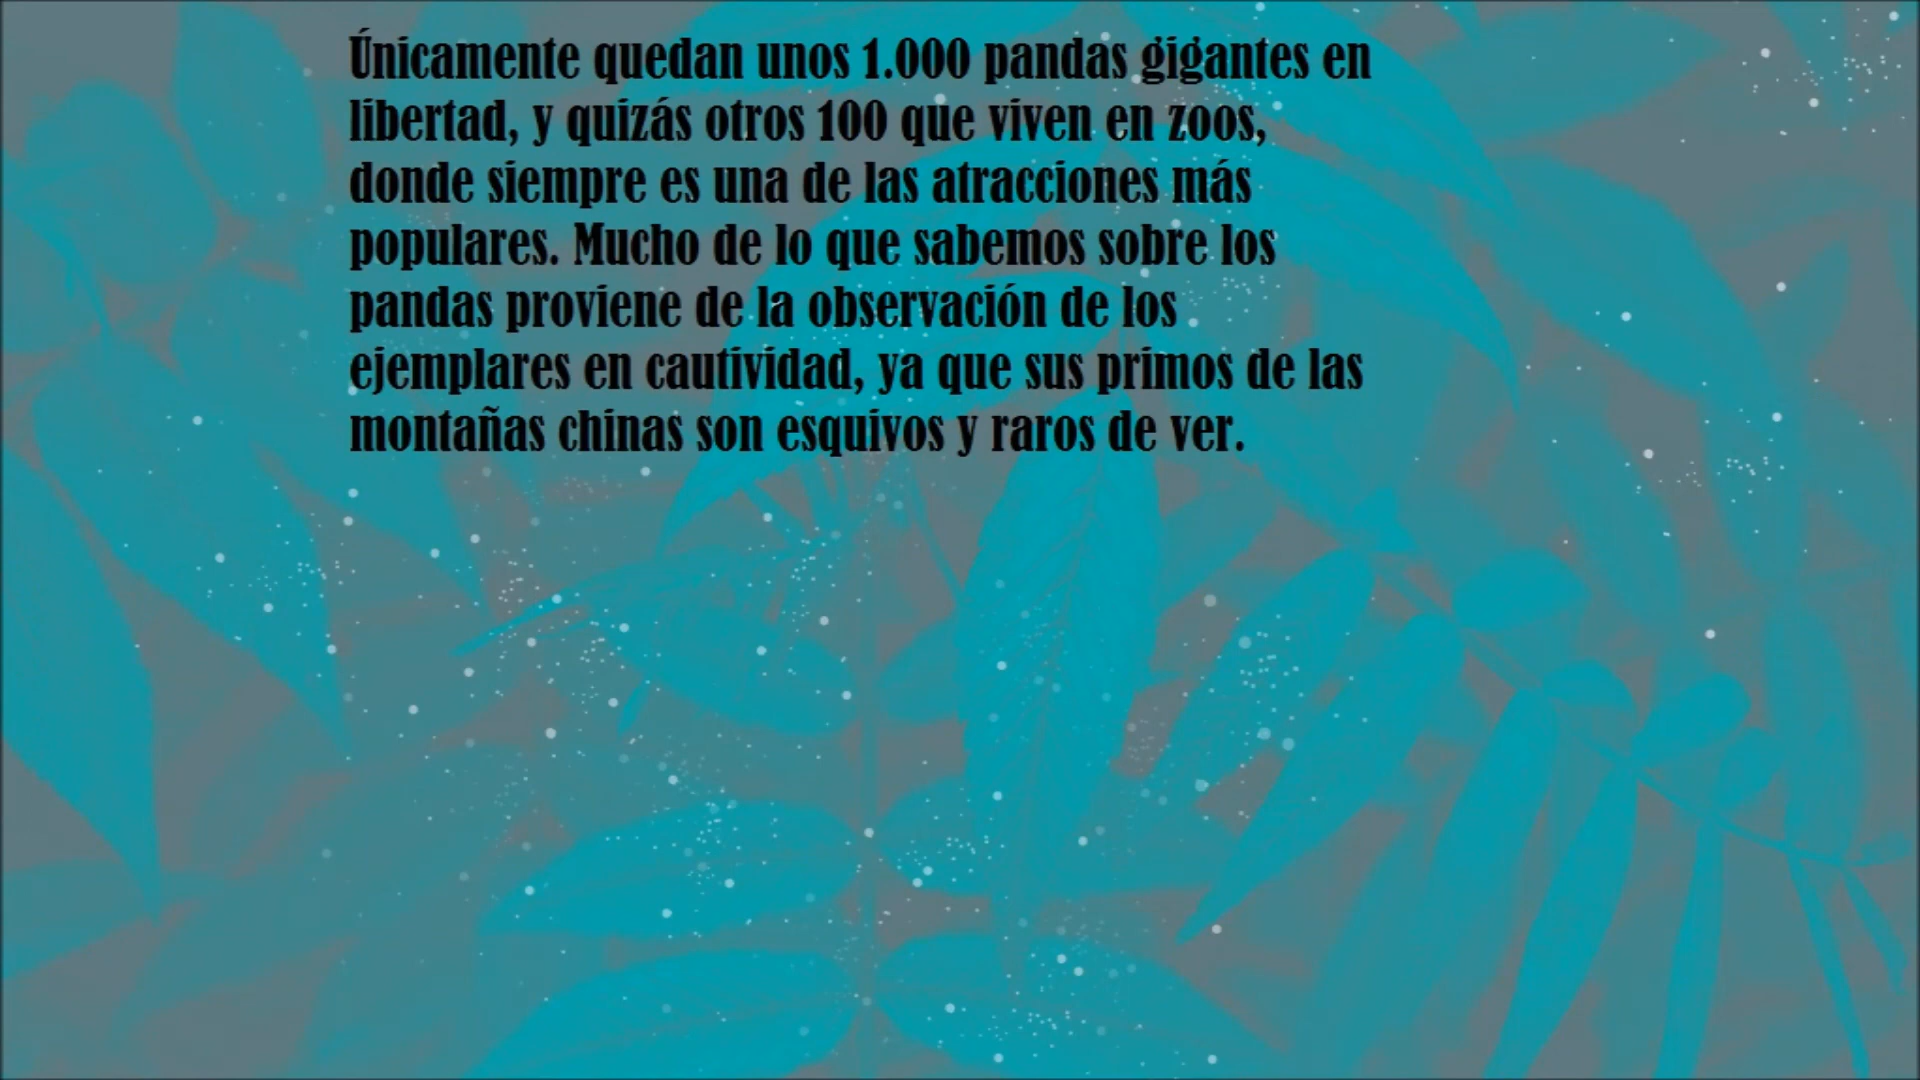 Únicamente quedan unos 1.000 pandas gigantes en
libertad, y quizás otros 100 que viven en zoos,
donde siempre es una de las atracciones más
populares. Mucho de lo que sabemos sobre los
pandas proviene de la observación de los
ejemplares en cautividad, ya que sus primos de las
montañas chinas son esquivos y raros de ver.